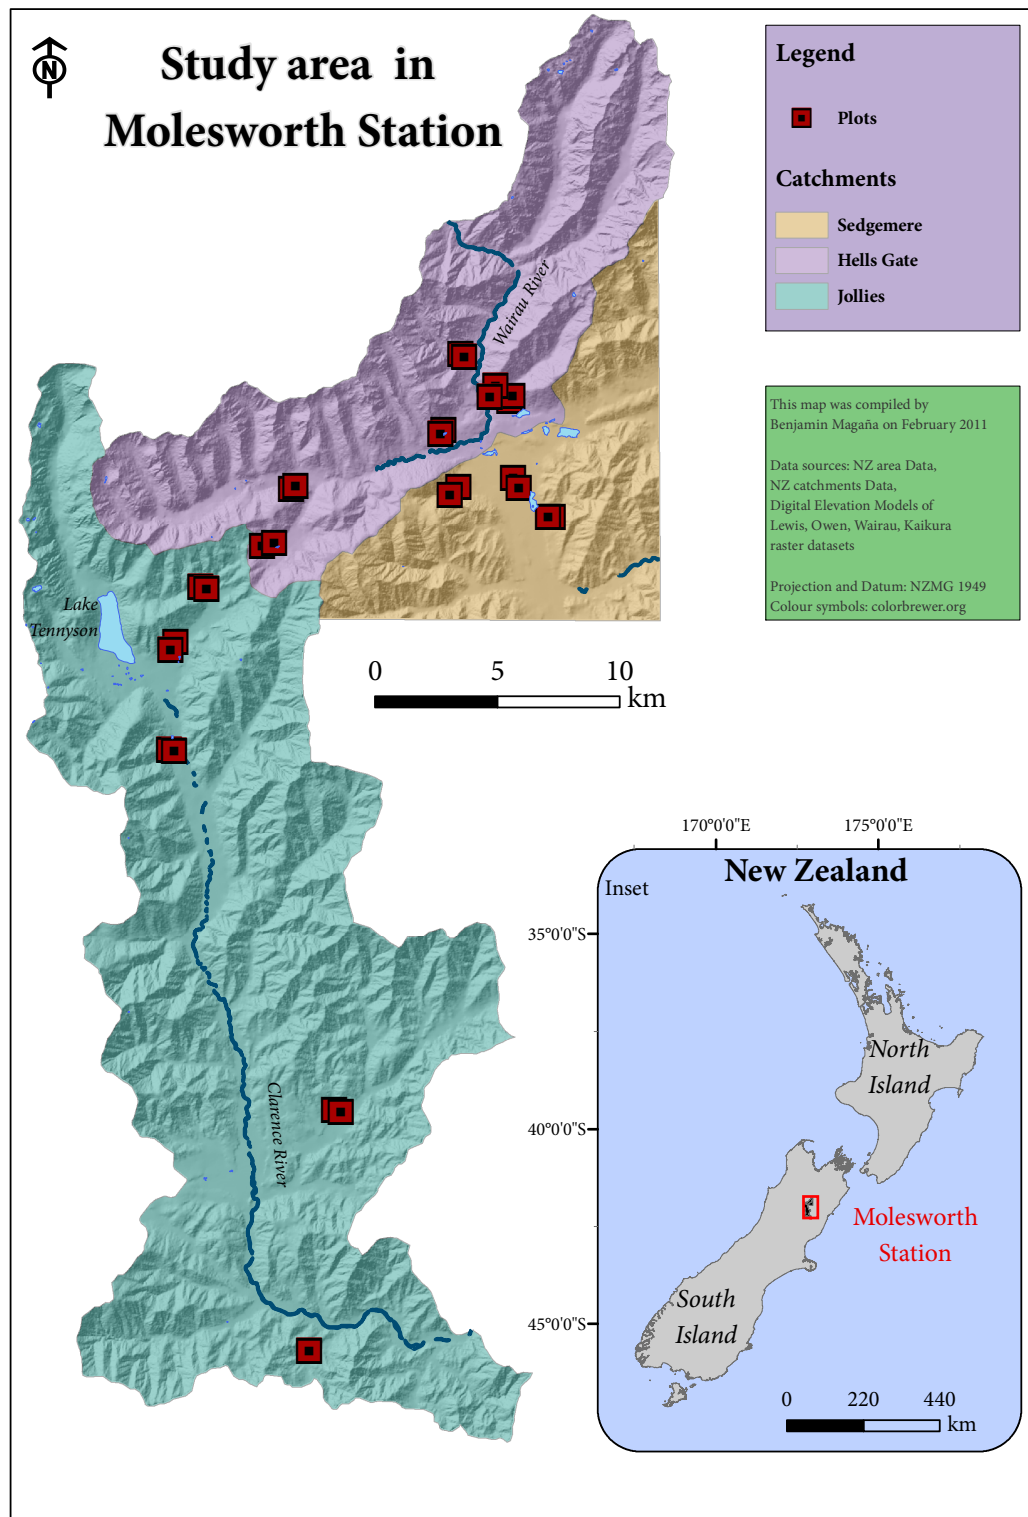 N
Study area in
Molesworth Station
Legend
Plots
Catchments
Sedgemere
Hells Gate
Jollies
This map was compiled by
Benjamin Magaña on February 2011
Data sources: NZ area Data,
NZ catchments Data,
Digital Elevation Models of
Lewis, Owen, Wairau, Kaikura
raster datasets
Projection and Datum: NZMG 1949
Colour symbols: colorbrewer.org
Wairau River
Lake
Tennyson
0 5 10
km
Clarence River
170°0'0"E 175°0'0"E
New Zealand
Inset
35°0'0"S
40°0'0"S
45°0'0"S
North
Island
Molesworth
Station
South
Island
0 220 440
km